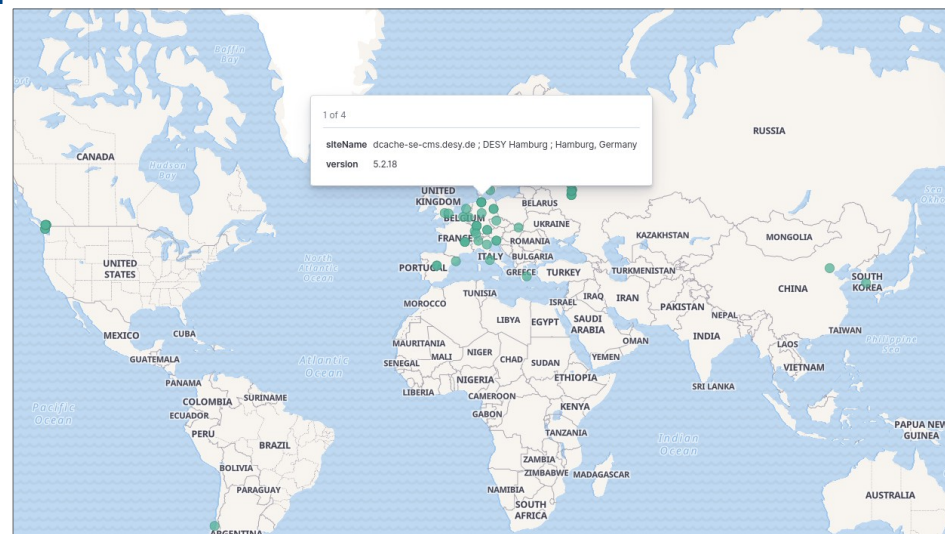 Baffin
Bay
1 of 4
siteName dcache-se-cms.desy.de ; DESY Hamburg ; Hamburg, Germany
version 5.2.18
RUSSIA
CANADA
Hudson
Bay
UNITED
KINGDOM
BELARUS
BELGIUM
UKRAINE
FRANCE
ROMANIA
KAZAKHSTAN
MONGOLIA
ITALY
BULGARIA
UNITED
STATES
North
Atlantic
Ocean
PORTUGAL
GREECE
TURKEY
TURKMENISTAN
SOUTH
KOREA
CHINA
TUNISIA
MOROCCO
ISRAEL
IRAQ
IRAN
PAKISTAN
NEPAL
LIBYA
EGYPT
SAUDI
ARABIA
MEXICO
CUBA
OMAN
INDIA
TAIWAN
Philippine
Sea
MAURITANIA
LAOS
GUATEMALA
Atlantic
Ocean
SENEGAL
MALI
NIGER
CHAD
SUDAN
YEMEN
VIETNAM
PANAMA
NIGERIA
ETHIOPIA
SRI LANKA
LIBERIA
CAMEROON
COLOMBIA
SURINAME
Pacific
Ocean
ECUADOR
GABON
KENYA
PERU
TANZANIA
PAPUA NEW
GUINEA
BRAZIL
Indian
Ocean
BOLIVIA
ZAMBIA
ZIMBABWE
MADAGASCAR
PARAGUAY
NAMIBIA
SOUTH
AFRICA
AUSTRALIA
ARGENTINA